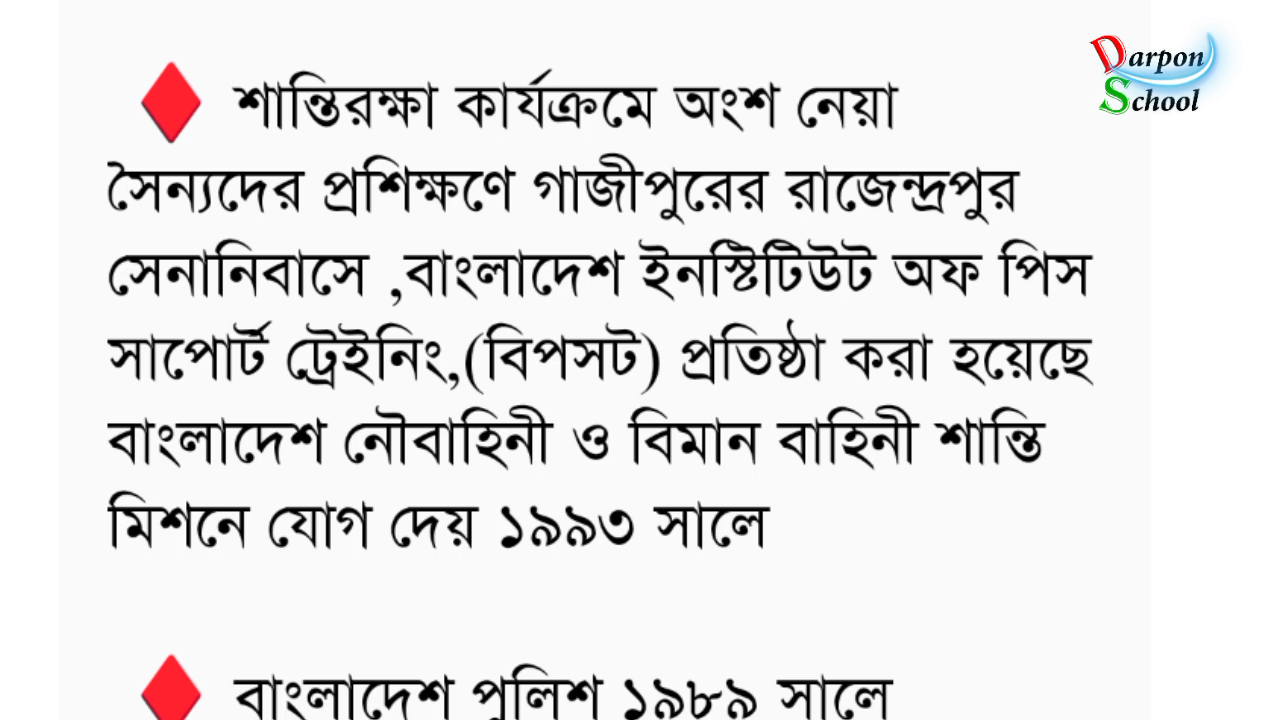 Darpon
School
♦ শান্তিরক্ষা কার্যক্রমে অংশ নেয়া
সৈন্যদের প্রশিক্ষণে গাজীপুরের রাজেন্দ্রপুর
সেনানিবাসে ,বাংলাদেশ ইনস্টিটিউট অফ পিস
সাপোর্ট ট্রেইনিং,(বিপসট) প্রতিষ্ঠা করা হয়েছে
বাংলাদেশ নৌবাহিনী ও বিমান বাহিনী শান্তি
মিশনে যোগ দেয় ১৯৯৩ সালে
♦ বাংলাদেশ পুলিশ ১৯৮৯ সালে